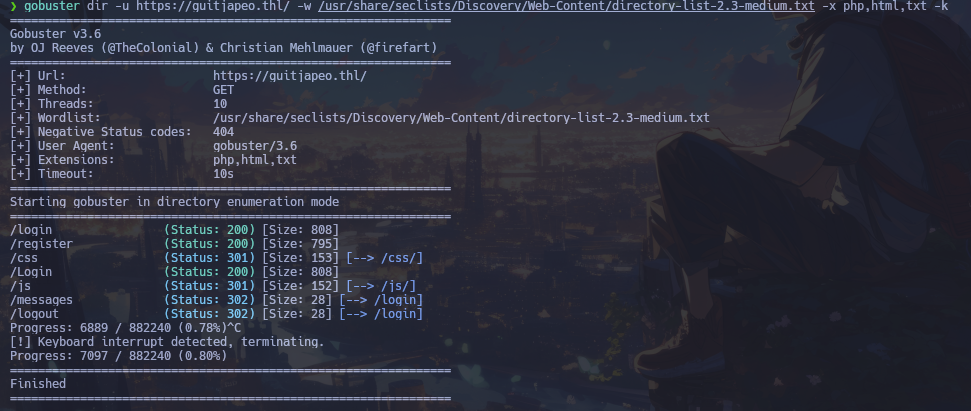 ❯ gobuster dir -u https://quitjapeo.thl/ -w /usr/share/seclists/Discovery/Web-Content/directory-list-2.3-medium.txt -x php,html,txt -k
Gobuster v3.6
by OJ Reeves (@TheColonial) & Christian Mehlmauer (@firefart)
[+] Url: https://quitjapeo.thl/
[+] Method: GET
[+] Threads: 10
[+] Wordlist: /usr/share/seclists/Discovery/Web-Content/directory-list-2.3-medium.txt
[+] Negative Status codes: 404
[+] User Agent: gobuster/3.6
[+] Extensions: php,html,txt
[+] Timeout: 10s
Starting gobuster in directory enumeration mode
/login (Status: 200) [Size: 808]
/register (Status: 200) [Size: 795]
/css (Status: 301) [Size: 153] [--> /css/]
/Login (Status: 200) [Size: 808]
/js (Status: 301) [Size: 152] [--> /js/]
/messages (Status: 302) [Size: 28] [--> /login]
/logout (Status: 302) [Size: 28] [--> /login]
Progress: 6889 / 882240 (0.78%)^C
[!] Keyboard interrupt detected, terminating.
Progress: 7097 / 882240 (0.80%)
Finished